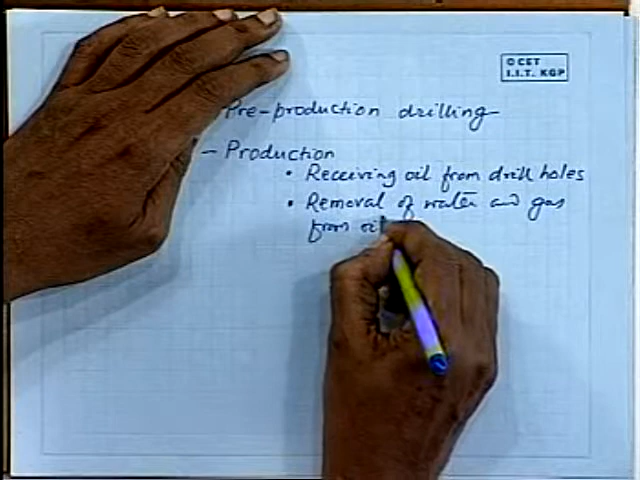 © CET
I.I.T. KGP
Pre-production drilling
- Production
• Receiving oil from drill holes
• Removal of water and gas
from oil